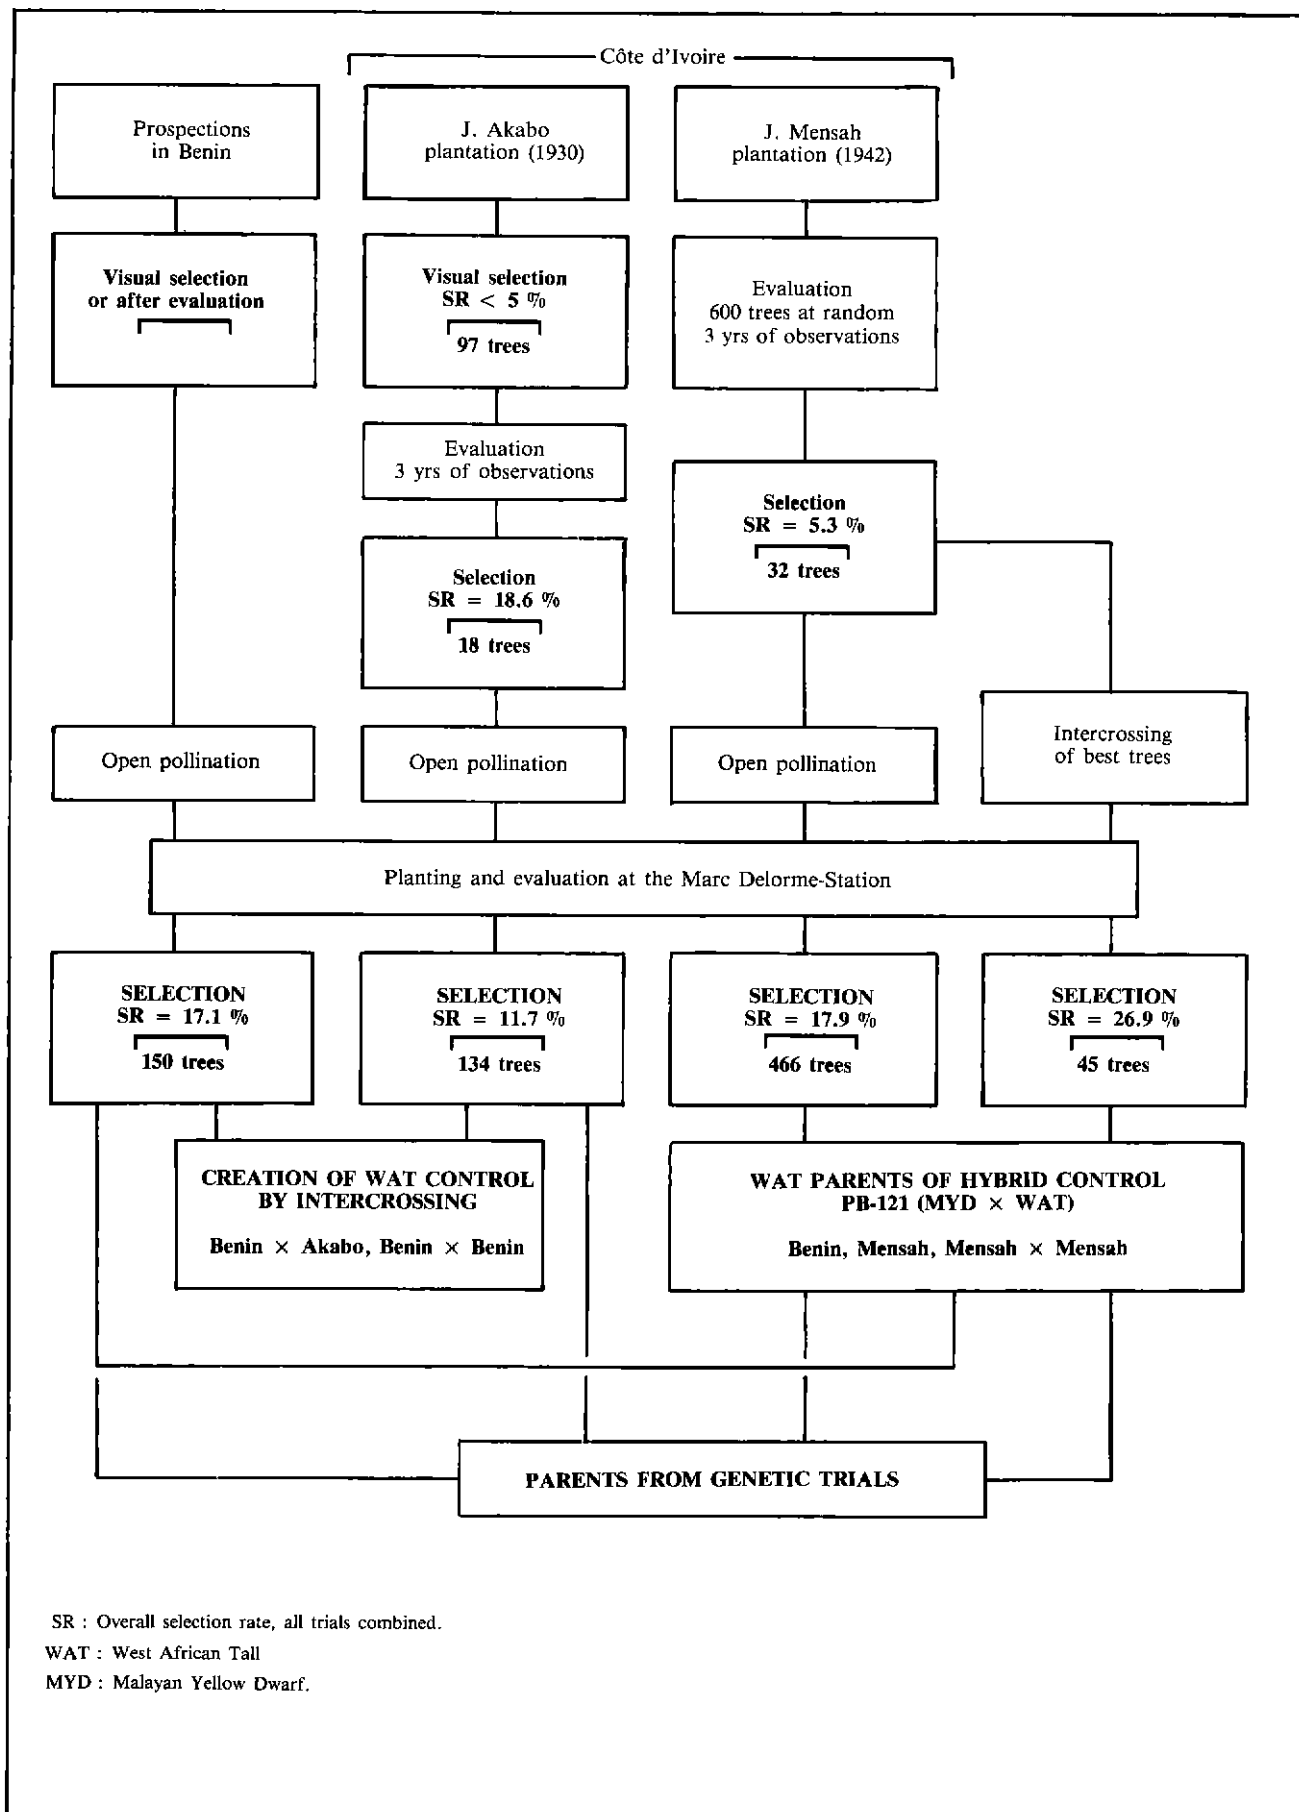 Côte d'Ivoire
Prospections
in Benin
J. Akabo
plantation (1930)
J. Mensah
plantation (1942)
Visual selection
or after evaluation
Visual selection
SR < 5 %
97 trees
Evaluation
600 trees at random
3 yrs of observations
Evaluation
3 yrs of observations
Selection
SR = 18.6 %
18 trees
Selection
SR = 5.3 %
32 trees
Open pollination
Open pollination
Open pollination
Intercrossing
of best trees
Planting and evaluation at the Marc Delorme-Station
SELECTION
SR = 17.1 %
150 trees
SELECTION
SR = 11.7 %
134 trees
SELECTION
SR = 17.9 %
466 trees
SELECTION
SR = 26.9 %
45 trees
CREATION OF WAT CONTROL
BY INTERCROSSING
Benin × Akabo, Benin × Benin
WAT PARENTS OF HYBRID CONTROL
PB-121 (MYD × WAT)
Benin, Mensah, Mensah × Mensah
PARENTS FROM GENETIC TRIALS
SR : Overall selection rate, all trials combined.
WAT : West African Tall
MYD : Malayan Yellow Dwarf.